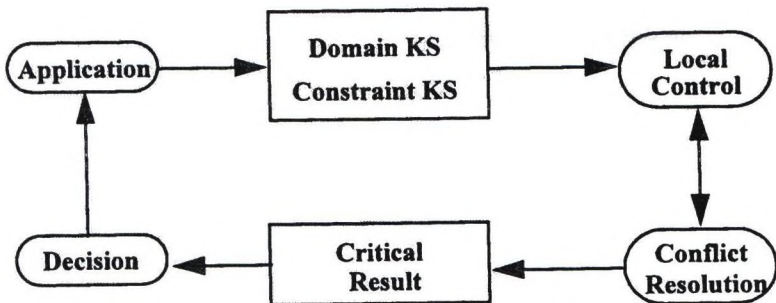 Application
Domain KS
Constraint KS
Local
Control
Decision
Critical
Result
Conflict
Resolution